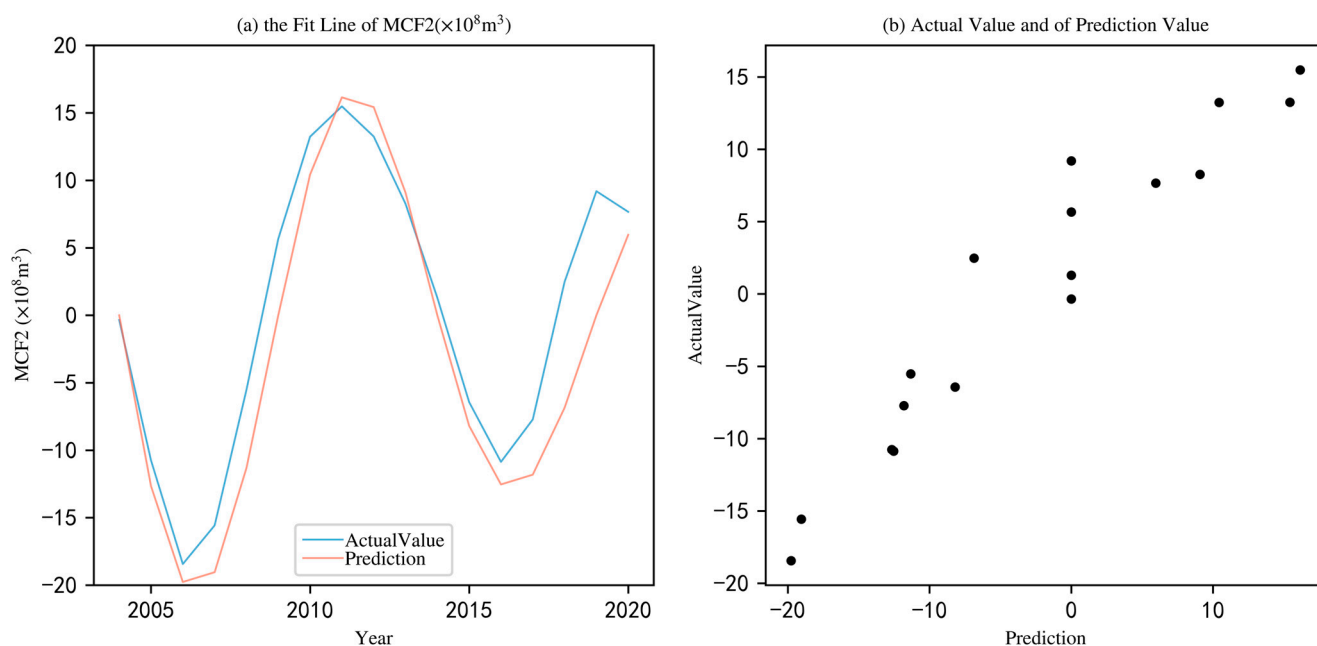 (a) the Fit Line of MCF2(×10⁸m³)
20
15
10
5
0
−5
−10
−15
−20
MCF2 (×10⁸m³)
2005 2010 2015 2020
Year
ActualValue
Prediction
(b) Actual Value and of Prediction Value
15
10
5
0
−5
−10
−15
−20
ActualValue
−20 −10 0 10
Prediction